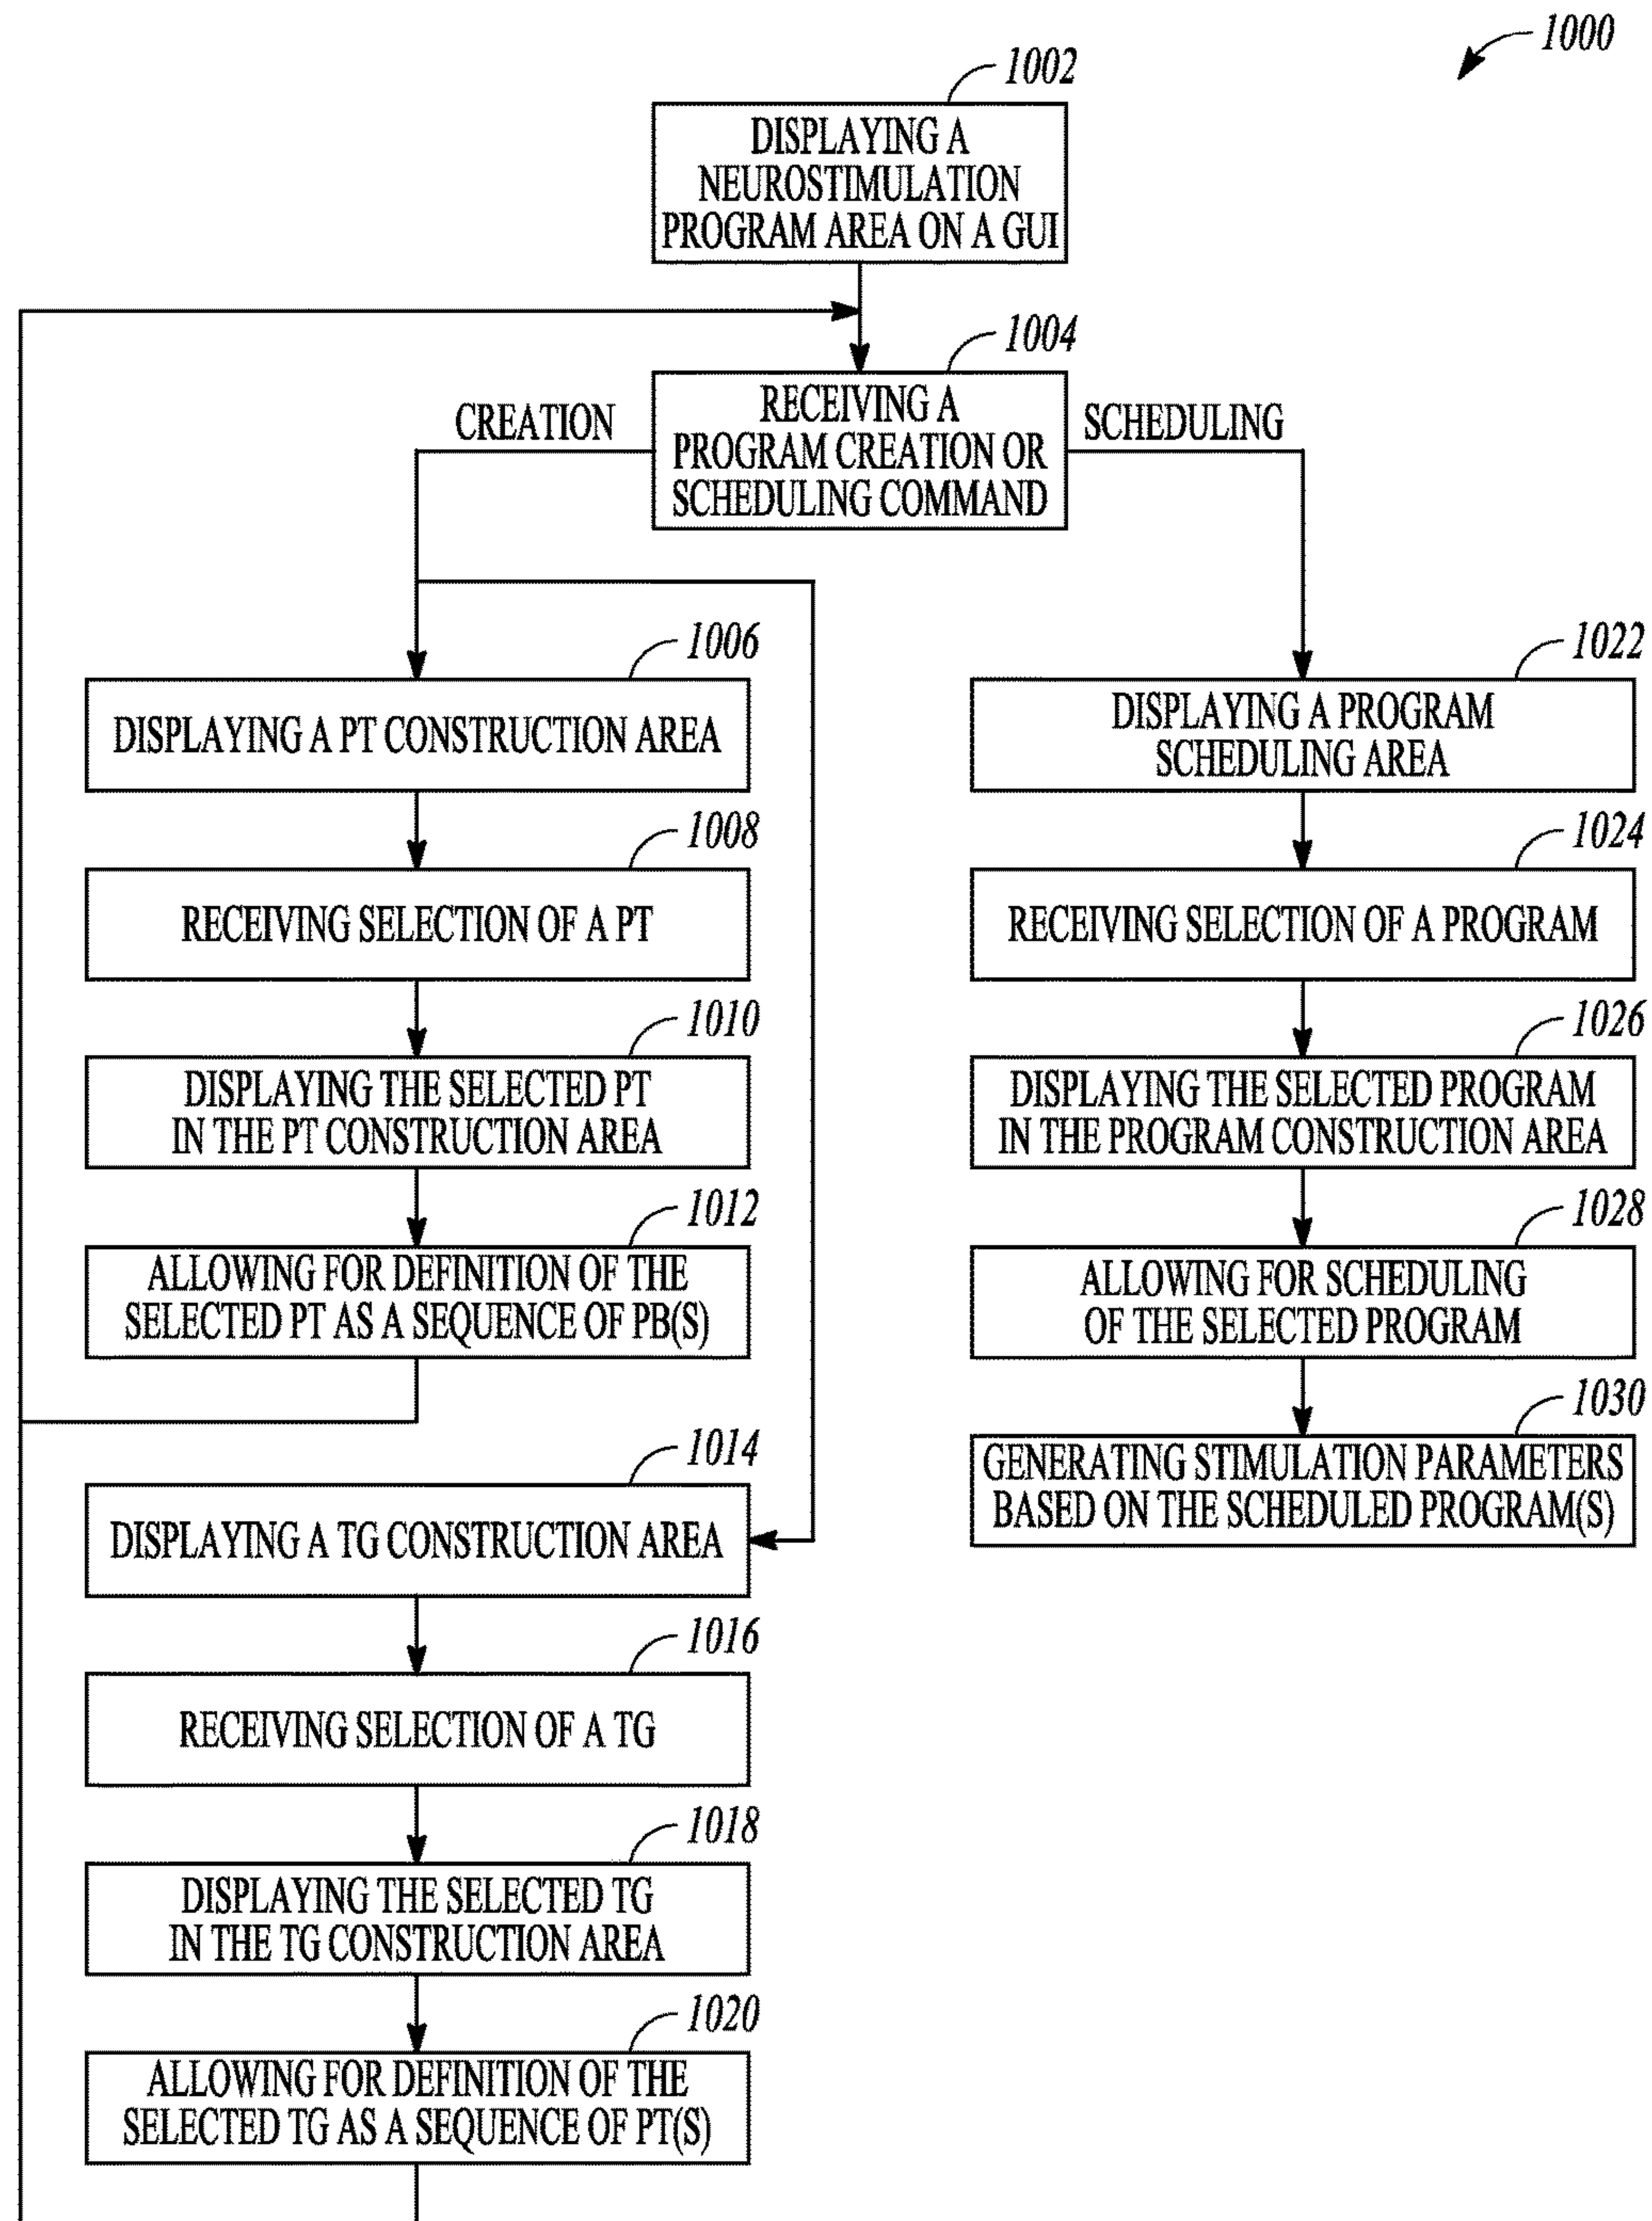 1000
1002
DISPLAYING A
NEUROSTIMULATION
PROGRAM AREA ON A GUI
1004
RECEIVING A
PROGRAM CREATION OR
SCHEDULING COMMAND
CREATION
SCHEDULING
1006
DISPLAYING A PT CONSTRUCTION AREA
1008
RECEIVING SELECTION OF A PT
1010
DISPLAYING THE SELECTED PT
IN THE PT CONSTRUCTION AREA
1012
ALLOWING FOR DEFINITION OF THE
SELECTED PT AS A SEQUENCE OF PB(S)
1014
DISPLAYING A TG CONSTRUCTION AREA
1016
RECEIVING SELECTION OF A TG
1018
DISPLAYING THE SELECTED TG
IN THE TG CONSTRUCTION AREA
1020
ALLOWING FOR DEFINITION OF THE
SELECTED TG AS A SEQUENCE OF PT(S)
1022
DISPLAYING A PROGRAM
SCHEDULING AREA
1024
RECEIVING SELECTION OF A PROGRAM
1026
DISPLAYING THE SELECTED PROGRAM
IN THE PROGRAM CONSTRUCTION AREA
1028
ALLOWING FOR SCHEDULING
OF THE SELECTED PROGRAM
1030
GENERATING STIMULATION PARAMETERS
BASED ON THE SCHEDULED PROGRAM(S)